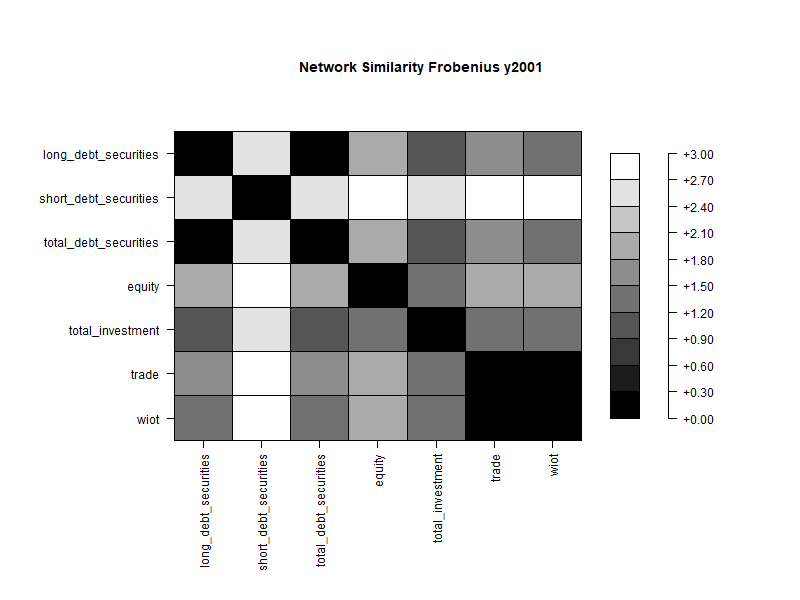 Network Similarity Frobenius y2001
long_debt_securities
short_debt_securities
total_debt_securities
equity
total_investment
trade
wiot
long_debt_securities
short_debt_securities
total_debt_securities
equity
total_investment
trade
wiot
+3.00
+2.70
+2.40
+2.10
+1.80
+1.50
+1.20
+0.90
+0.60
+0.30
+0.00